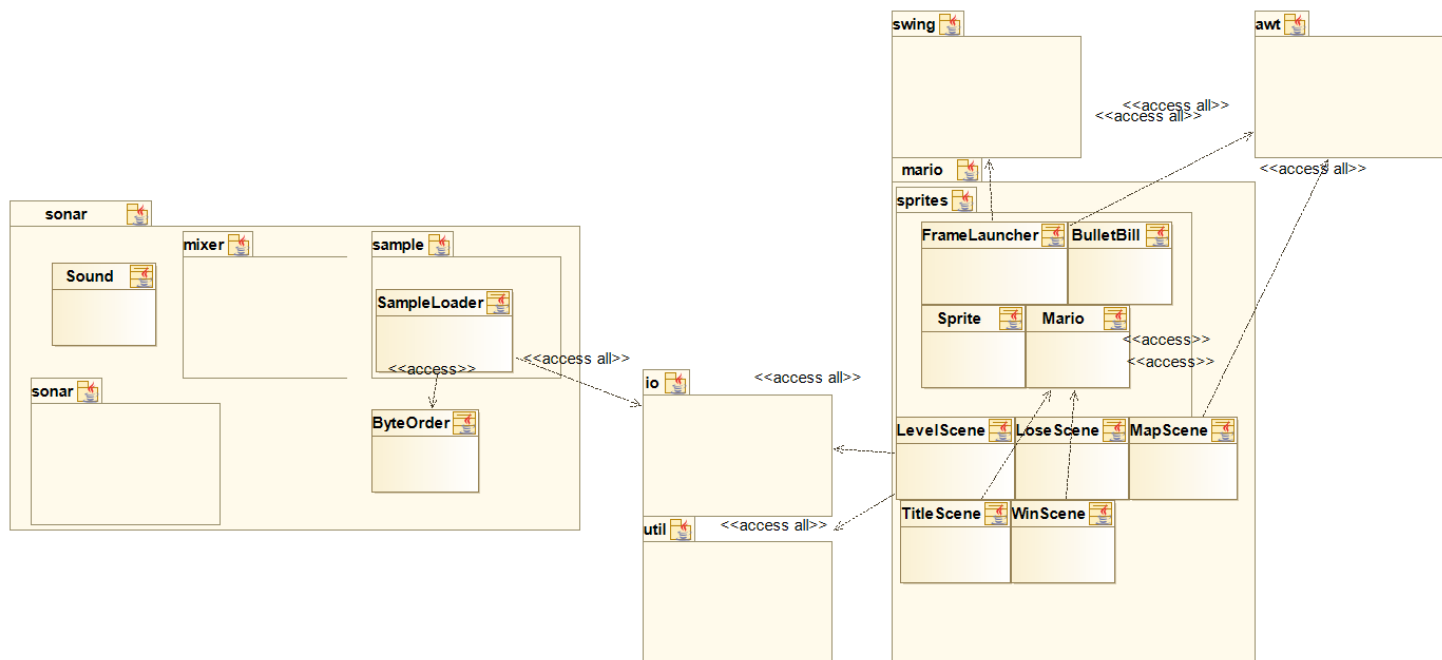 swing
awt
<<access all>>
<<access all>>
mario
<<access all>>
sprites
sonar
FrameLauncher
BulletBill
mixer
sample
Sound
SampleLoader
Sprite
Mario
<<access>>
<<access all>>
<<access>>
<<access>>
<<access all>>
io
sonar
ByteOrder
LevelScene
LoseScene
MapScene
TitleScene
WinScene
<<access all>>
util